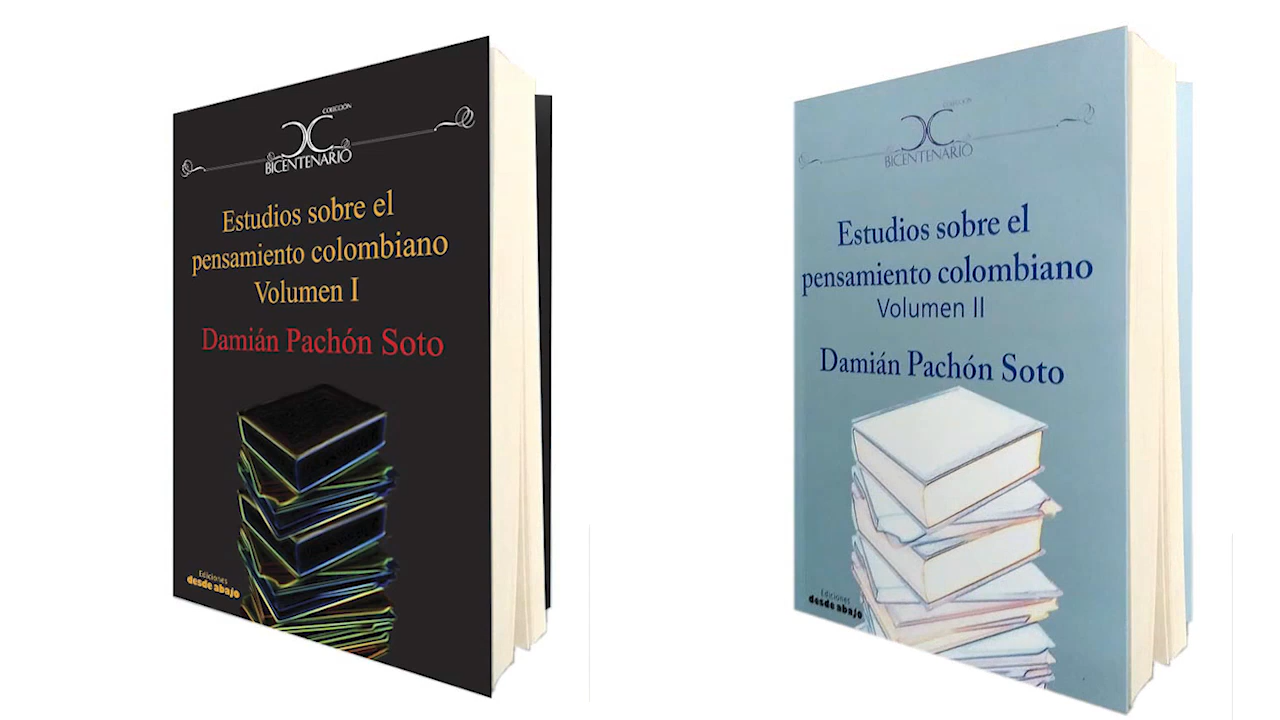 COLECCIÓN
BICENTENARIO
Estudios sobre el
pensamiento colombiano
Volumen I
Damián Pachón Soto
Ediciones
desde abajo
COLECCIÓN
BICENTENARIO
Estudios sobre el
pensamiento colombiano
Volumen II
Damián Pachón Soto
Ediciones
desde abajo